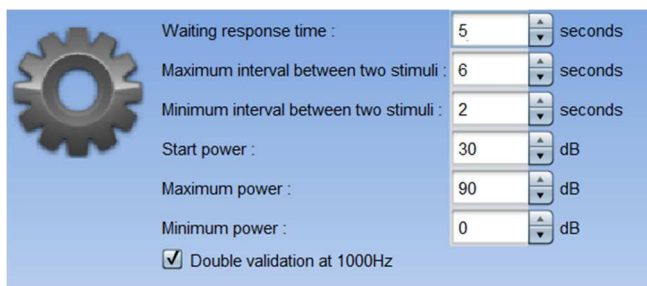 Waiting response time : 5 seconds
Maximum interval between two stimuli : 6 seconds
Minimum interval between two stimuli : 2 seconds
Start power : 30 dB
Maximum power : 90 dB
Minimum power : 0 dB
Double validation at 1000Hz